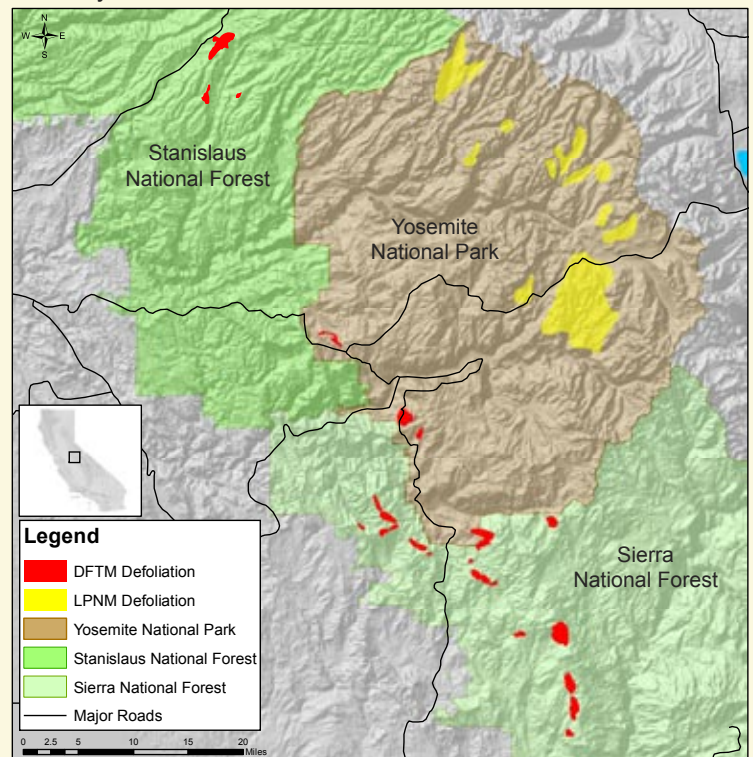 N
W E
S
Stanislaus
National Forest
Yosemite
National Park
Sierra
National Forest
Legend
DFTM Defoliation
LPNM Defoliation
Yosemite National Park
Stanislaus National Forest
Sierra National Forest
Major Roads
0 2.5 5 10 15 20
Miles